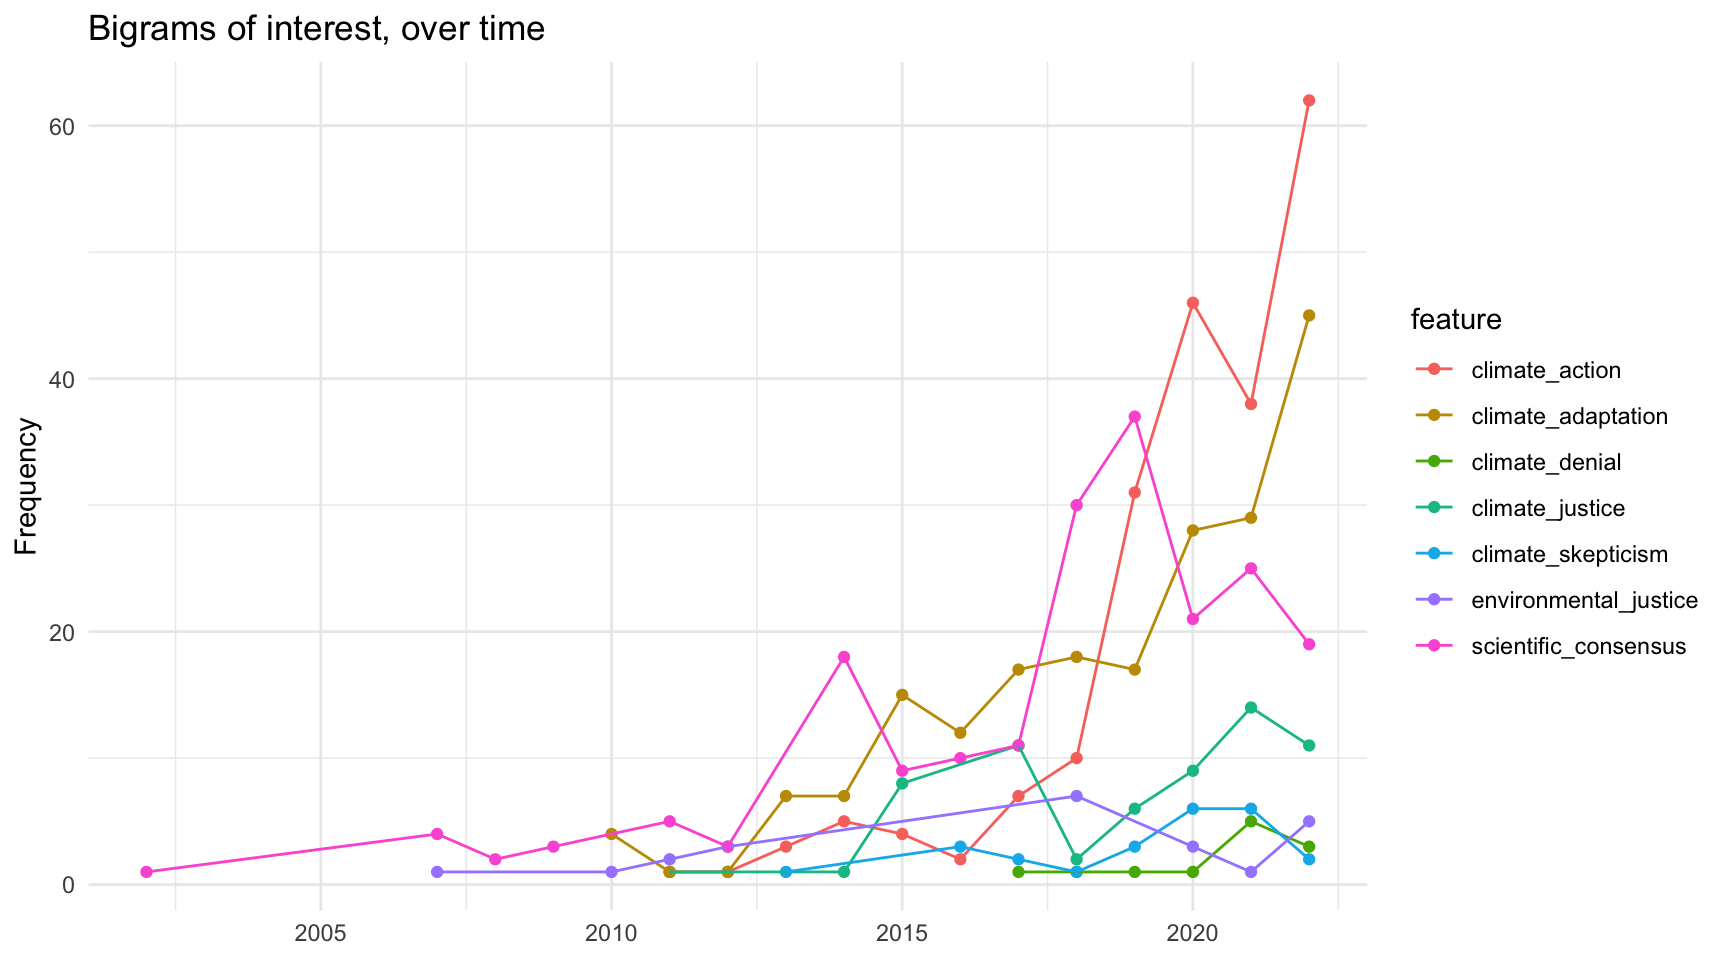 Bigrams of interest, over time
60
40
20
0
Frequency
2005
2010
2015
2020
feature
climate_action
climate_adaptation
climate_denial
climate_justice
climate_skepticism
environmental_justice
scientific_consensus